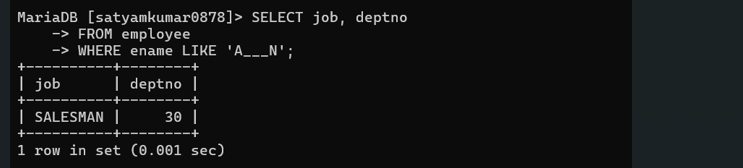 MariaDB [satyamkumar0878]> SELECT job, deptno
    -> FROM employee
    -> WHERE ename LIKE 'A___N';
+----------+--------+
| job      | deptno |
+----------+--------+
| SALESMAN |     30 |
+----------+--------+
1 row in set (0.001 sec)